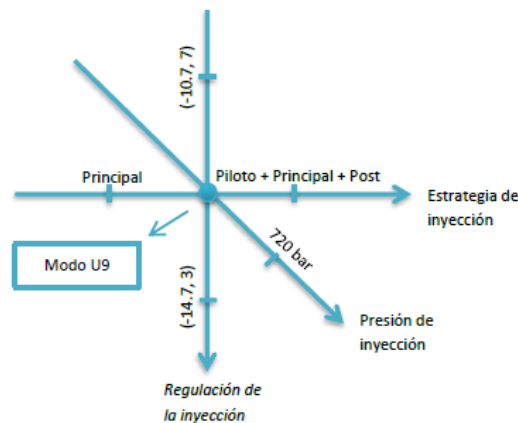 (-10.7, 7)
Principal
Piloto + Principal + Post
Estrategia de
inyección
Modo U9
720 bar
(-14.7, 3)
Presión de
inyección
Regulación de
la inyección